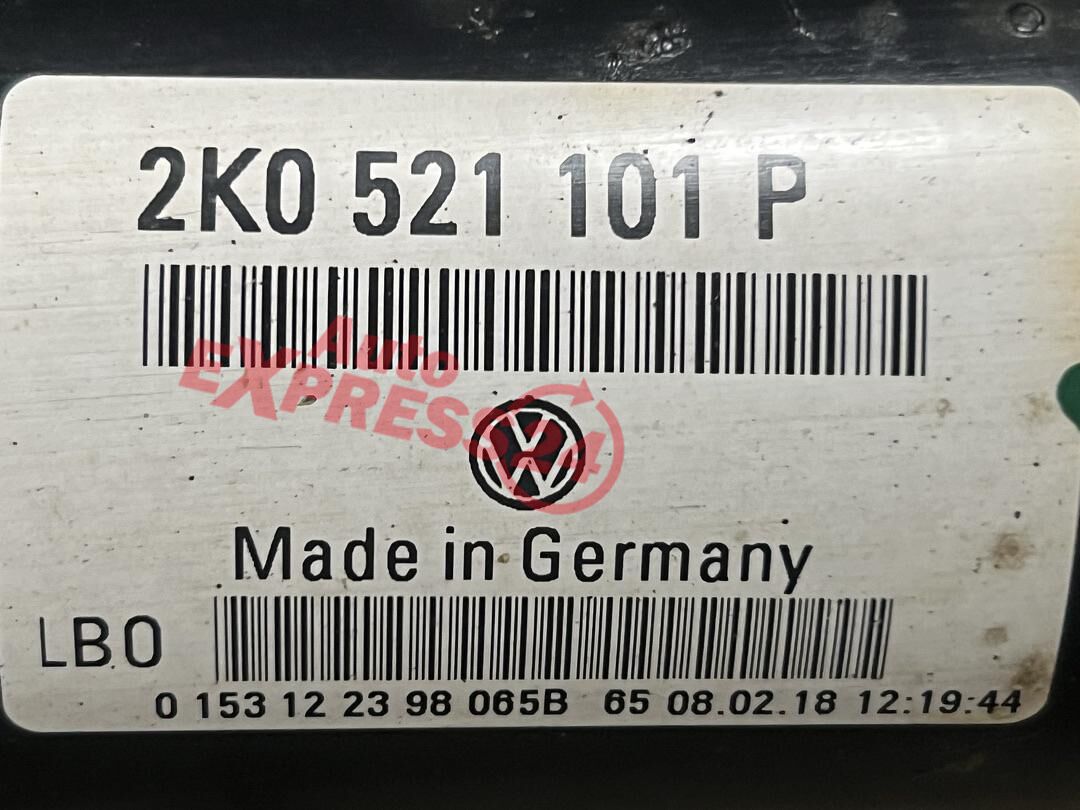 2K0 521 101 P
Auto
EXPRESS24
Made in Germany
LBO
0 153 12 23 98 065B 65 08.02.18 12:19:44